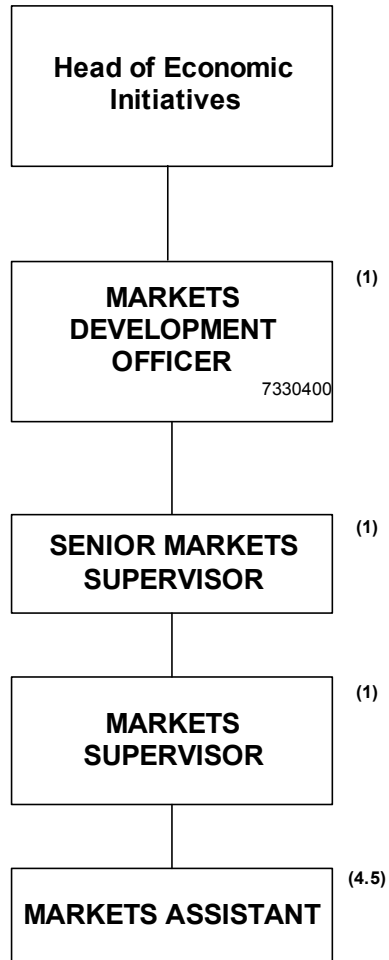 Head of Economic
Initiatives
(1)
MARKETS
DEVELOPMENT
OFFICER
7330400
(1)
SENIOR MARKETS
SUPERVISOR
(1)
MARKETS
SUPERVISOR
(4.5)
MARKETS ASSISTANT